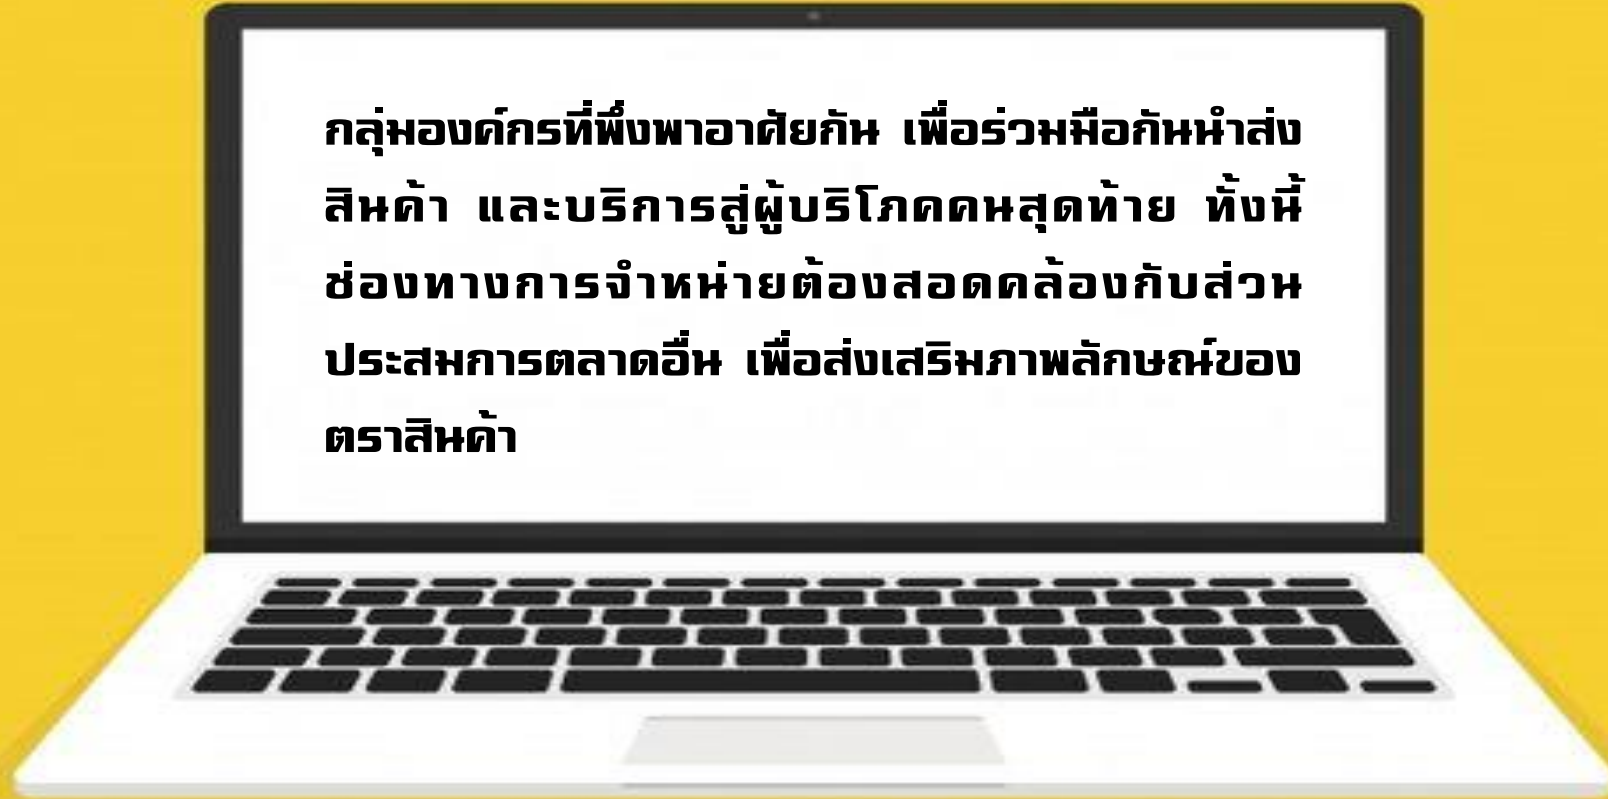 กลุ่มองค์กรที่พึ่งพาอาศัยกัน เพื่อร่วมมือกันนำส่ง
สินค้า และบริการสู่ผู้บริโภคคนสุดท้าย ทั้งนี้
ช่องทางการจำหน่ายต้องสอดคล้องกับส่วน
ประสมการตลาดอื่น เพื่อส่งเสริมภาพลักษณ์ของ
ตราสินค้า